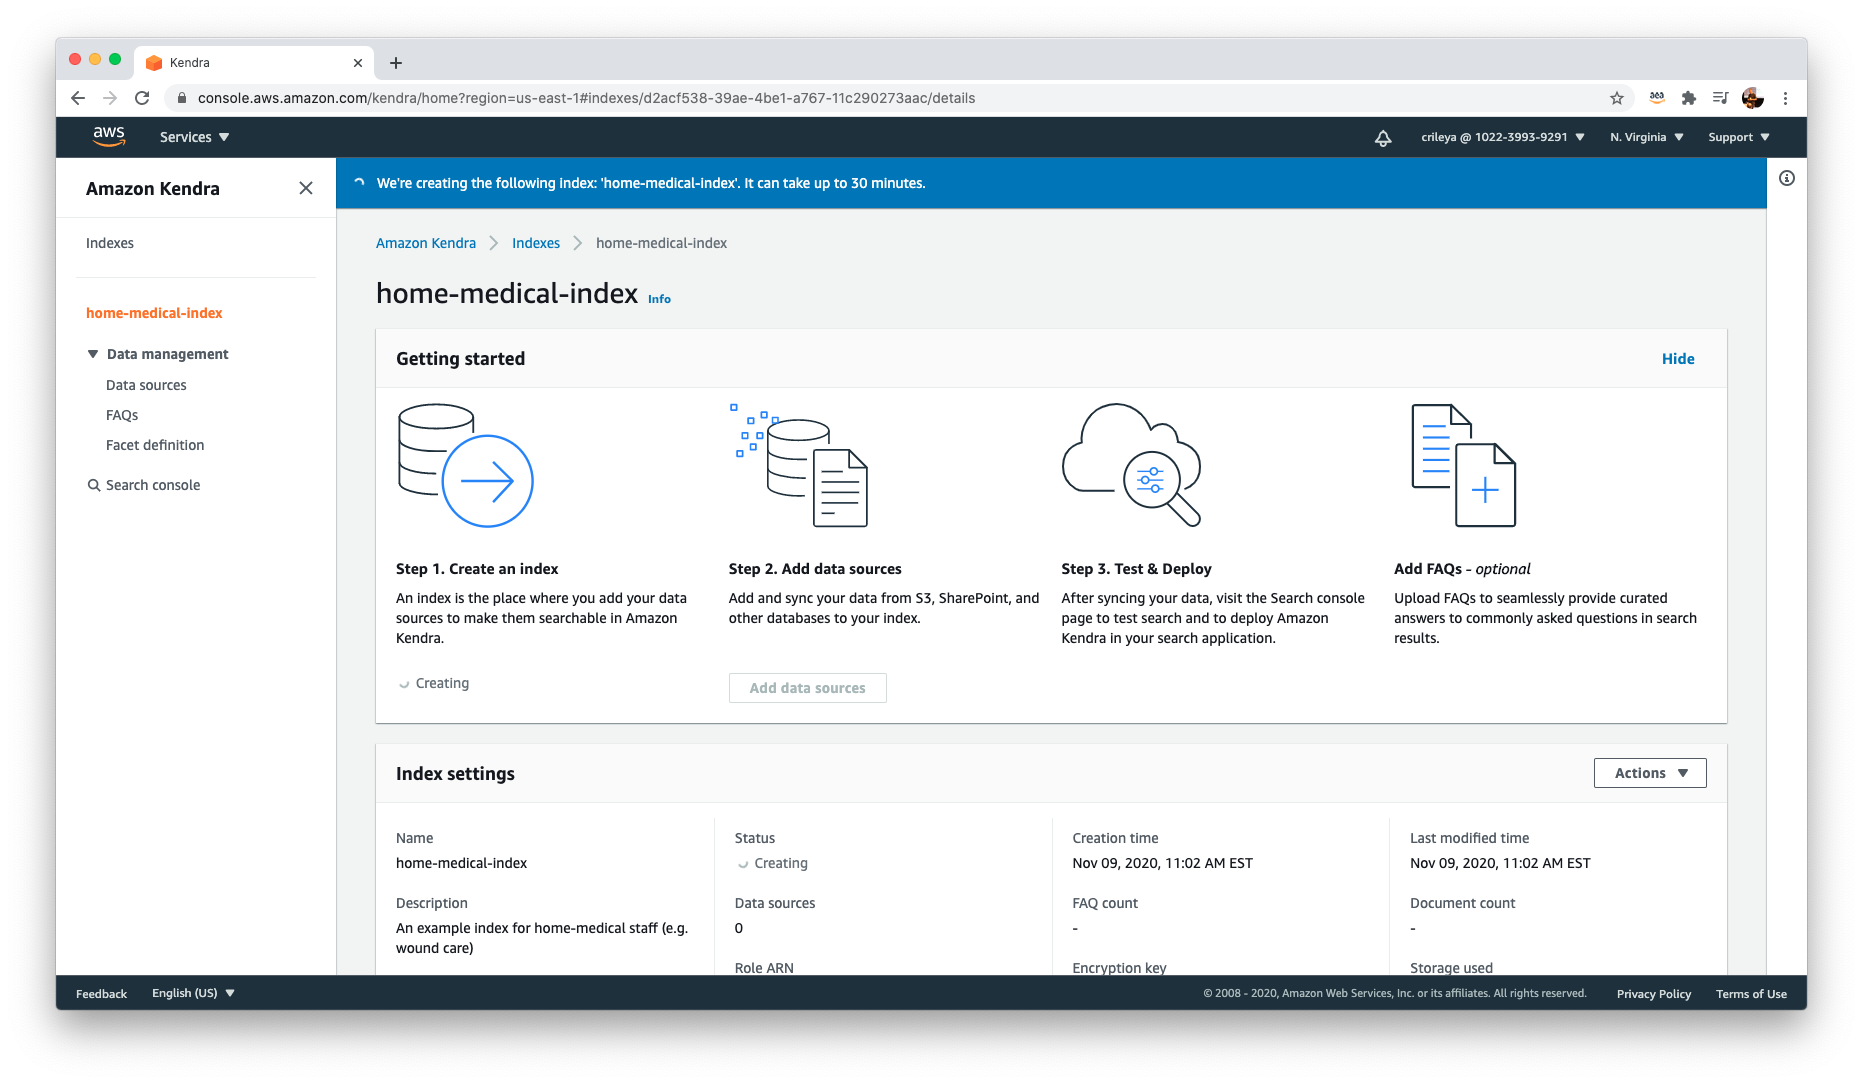 Kendra
console.aws.amazon.com/kendra/home?region=us-east-1#indexes/d2acf538-39ae-4be1-a767-11c290273aac/details
aws
Services
crileya @ 1022-3993-9291
N. Virginia
Support
Amazon Kendra
Indexes
home-medical-index
Data management
Data sources
FAQs
Facet definition
Search console
We're creating the following index: 'home-medical-index'. It can take up to 30 minutes.
Amazon Kendra
Indexes
home-medical-index
home-medical-index Info
Getting started
Hide
Step 1. Create an index
An index is the place where you add your data
sources to make them searchable in Amazon
Kendra.
Creating
Step 2. Add data sources
Add and sync your data from S3, SharePoint, and
other databases to your index.
Add data sources
Step 3. Test & Deploy
After syncing your data, visit the Search console
page to test search and to deploy Amazon
Kendra in your search application.
Add FAQs - optional
Upload FAQs to seamlessly provide curated
answers to commonly asked questions in search
results.
Index settings
Actions
Name
home-medical-index
Description
An example index for home-medical staff (e.g.
wound care)
Status
Creating
Data sources
0
Role ARN
Creation time
Nov 09, 2020, 11:02 AM EST
FAQ count
-
Encryption key
Last modified time
Nov 09, 2020, 11:02 AM EST
Document count
-
Storage used
Feedback
English (US)
© 2008 - 2020, Amazon Web Services, Inc. or its affiliates. All rights reserved.
Privacy Policy
Terms of Use